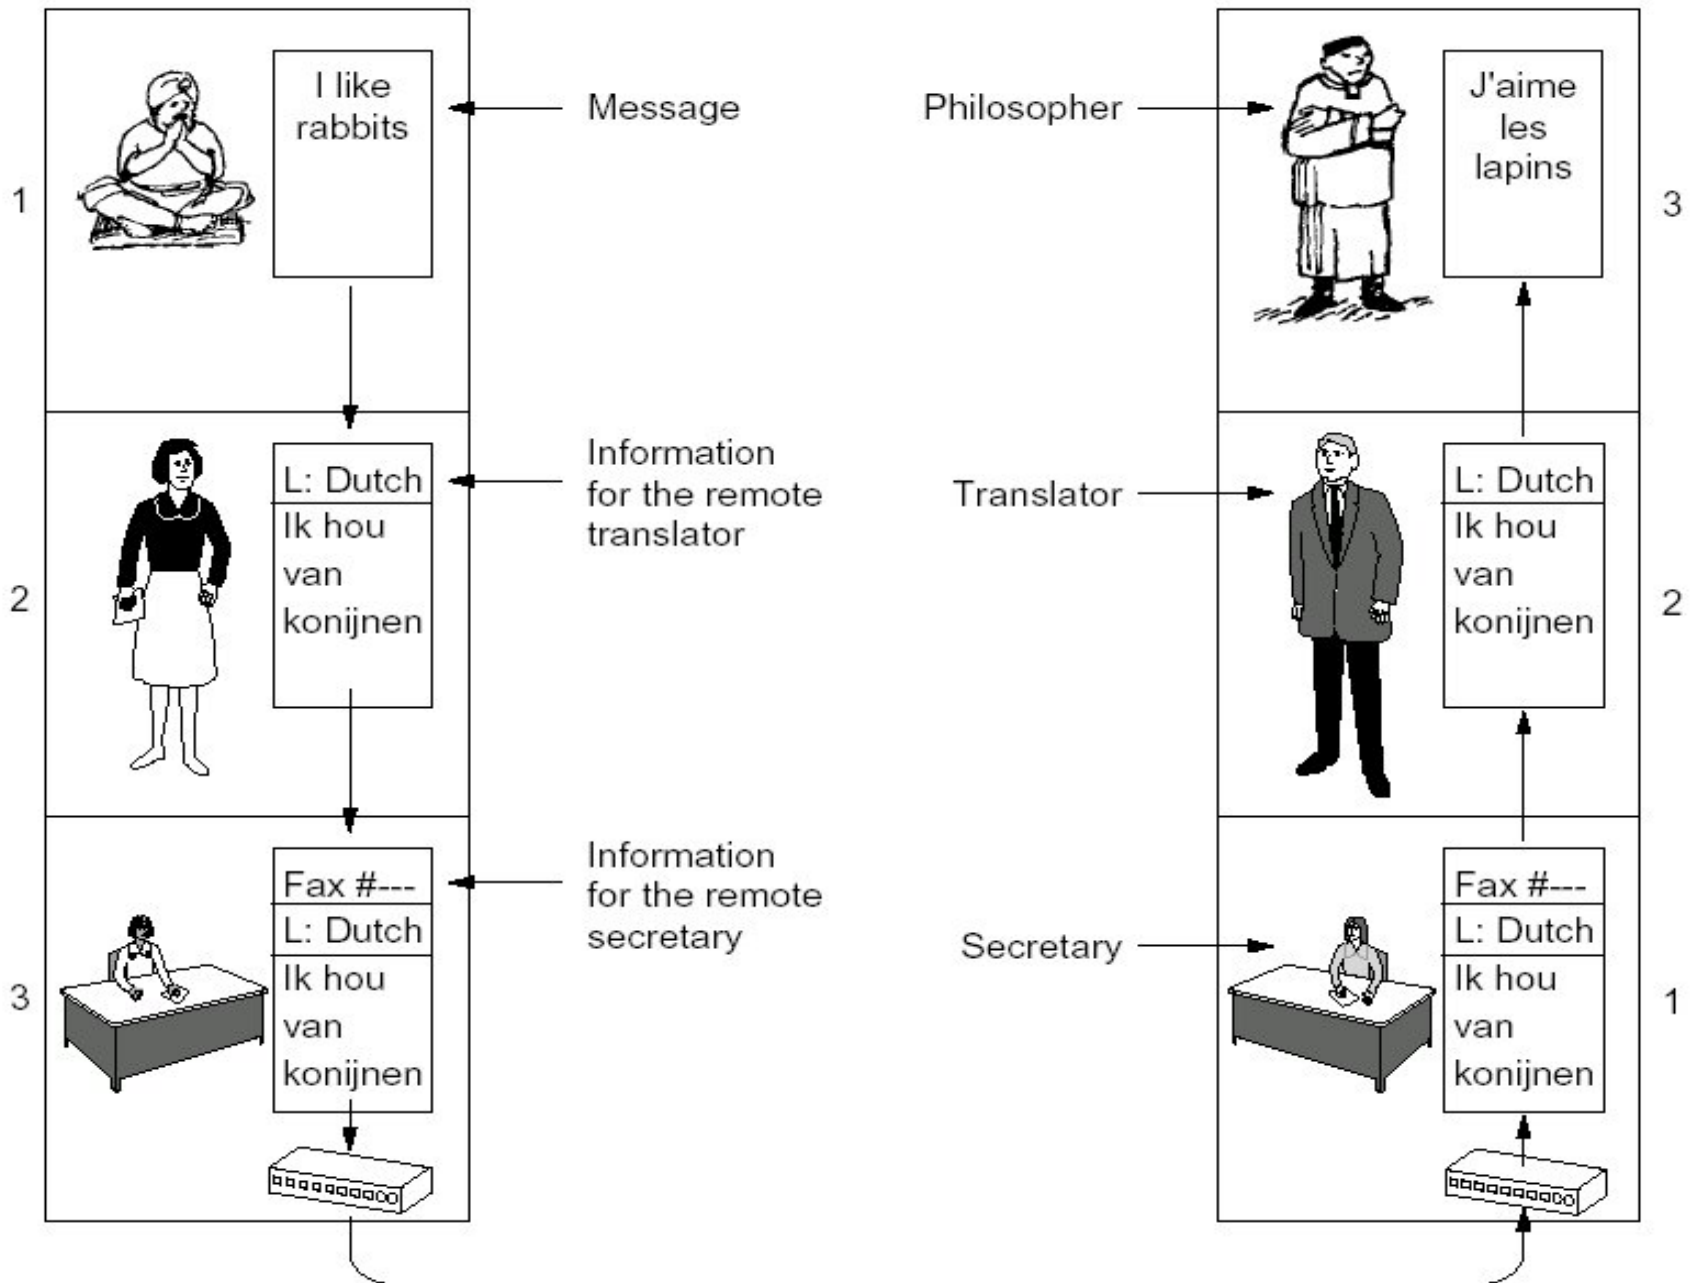 I like
rabbits
Message
1
L: Dutch
Ik hou
van
konijnen
Information
for the remote
translator
2
Fax #---
L: Dutch
Ik hou
van
konijnen
Information
for the remote
secretary
3
Philosopher
J'aime
les
lapins
3
Translator
L: Dutch
Ik hou
van
konijnen
2
Secretary
Fax #---
L: Dutch
Ik hou
van
konijnen
1